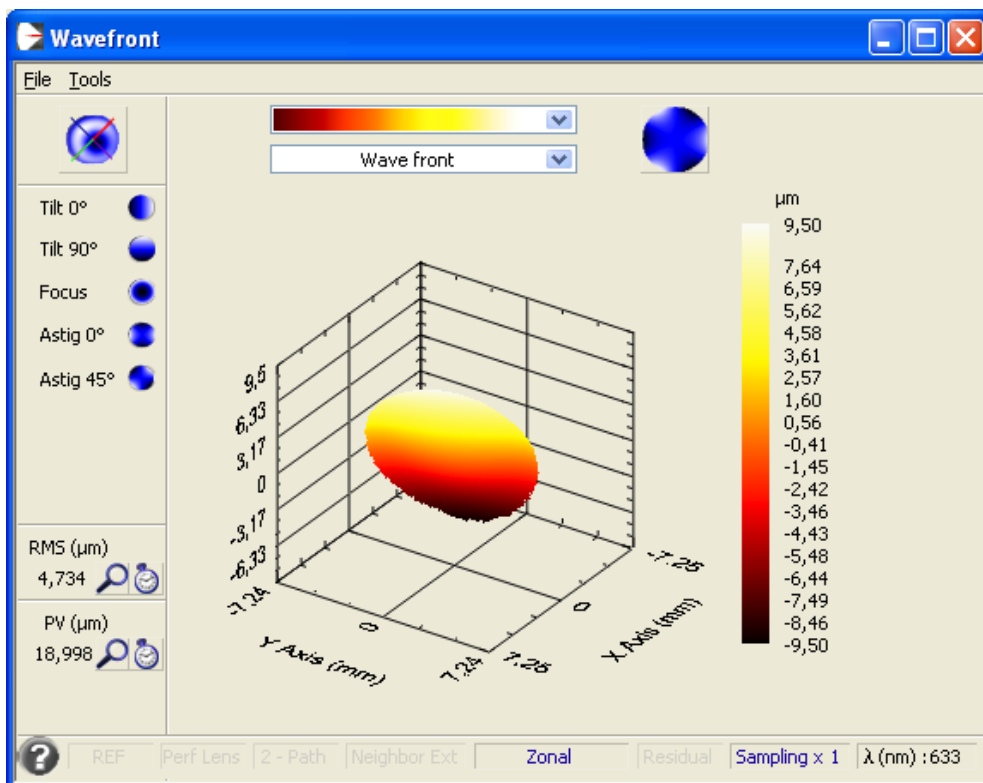 Wavefront
File Tools
Wave front
Tilt 0°
Tilt 90°
Focus
Astig 0°
Astig 45°
RMS (µm)
4,734
PV (µm)
18,998
9,5
6,33
3,17
0
-3,17
-6,33
-7,24
0
7,24
Y Axis (mm)
7,25
0
-7,25
X Axis (mm)
µm
9,50
7,64
6,59
5,62
4,58
3,61
2,57
1,60
0,56
-0,41
-1,45
-2,42
-3,46
-4,43
-5,48
-6,44
-7,49
-8,46
-9,50
? REF Perf Lens 2 - Path Neighbor Ext Zonal Residual Sampling x 1 λ (nm) :633